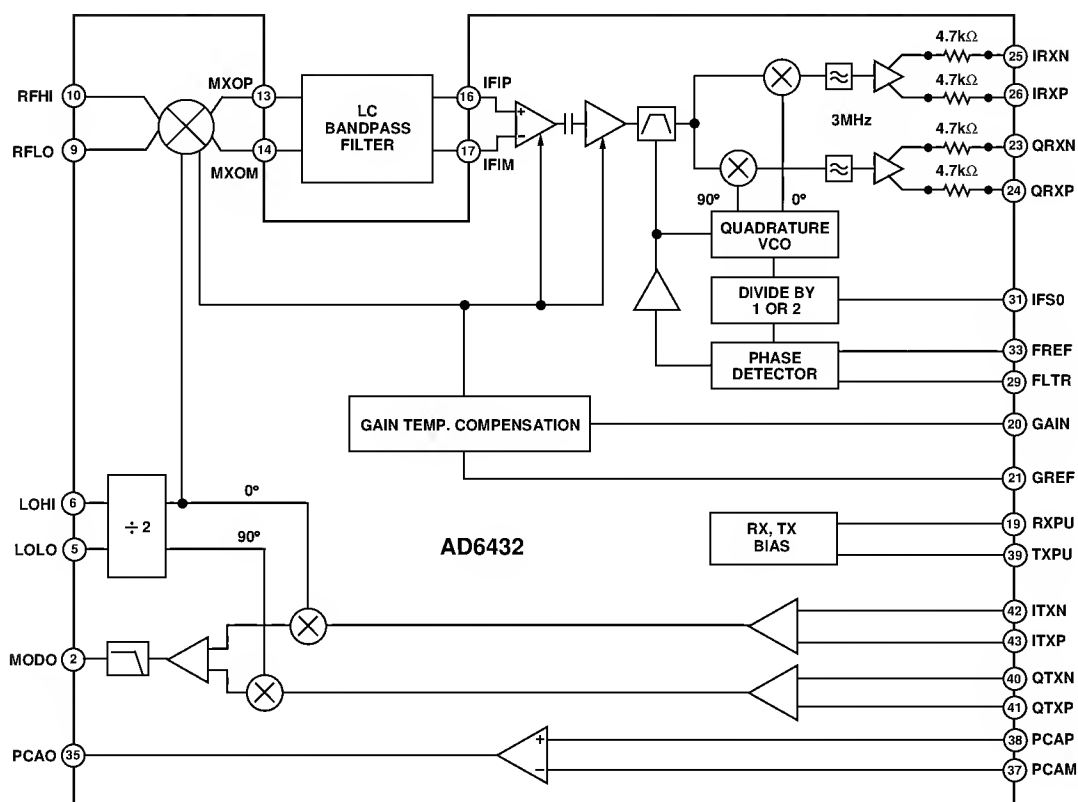 4.7kΩ
25 IRXN
RFHI 10
MXOP 13
16 IFIP
26 IRXP
LC
BANDPASS
FILTER
+
−
3MHz
4.7kΩ
23 QRXN
RFLO 9
14
MXOM
17
IFIM
4.7kΩ
24 QRXP
90°
0°
QUADRATURE
VCO
DIVIDE BY
1 OR 2
31 IFS0
PHASE
DETECTOR
33 FREF
29 FLTR
GAIN TEMP. COMPENSATION
20 GAIN
21 GREF
LOHI 6
0°
÷ 2
LOLO 5
90°
AD6432
RX, TX
BIAS
19 RXPU
39 TXPU
42 ITXN
43 ITXP
MODO 2
40 QTXN
41 QTXP
PCAO 35
+
−
38 PCAP
37 PCAM